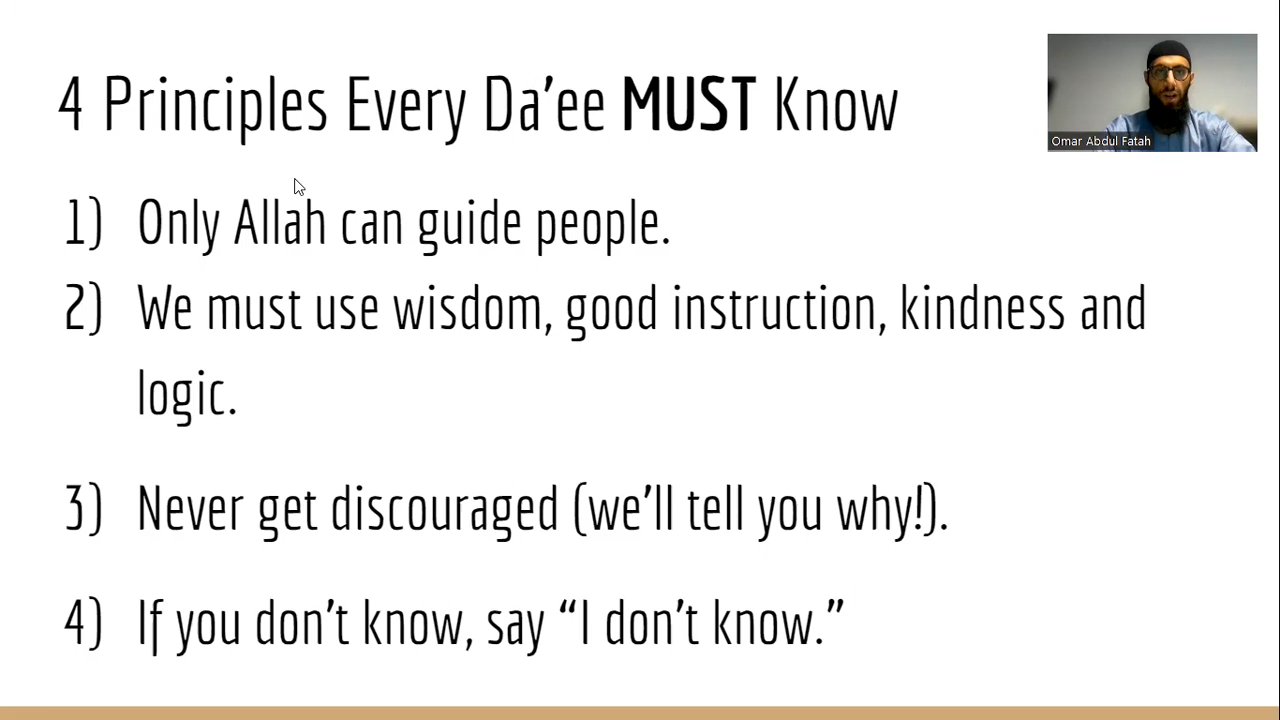 4 Principles Every Da’ee MUST Know
Omar Abdul Fatah
1) Only Allah can guide people.
2) We must use wisdom, good instruction, kindness and
logic.
3) Never get discouraged (we’ll tell you why!).
4) If you don’t know, say “I don’t know.”